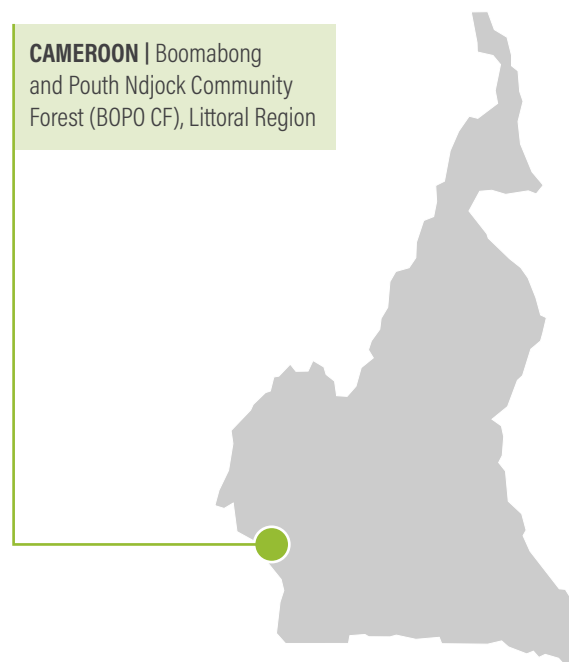 CAMEROON | Boomabong
and Pouth Ndjock Community
Forest (BOPO CF), Littoral Region